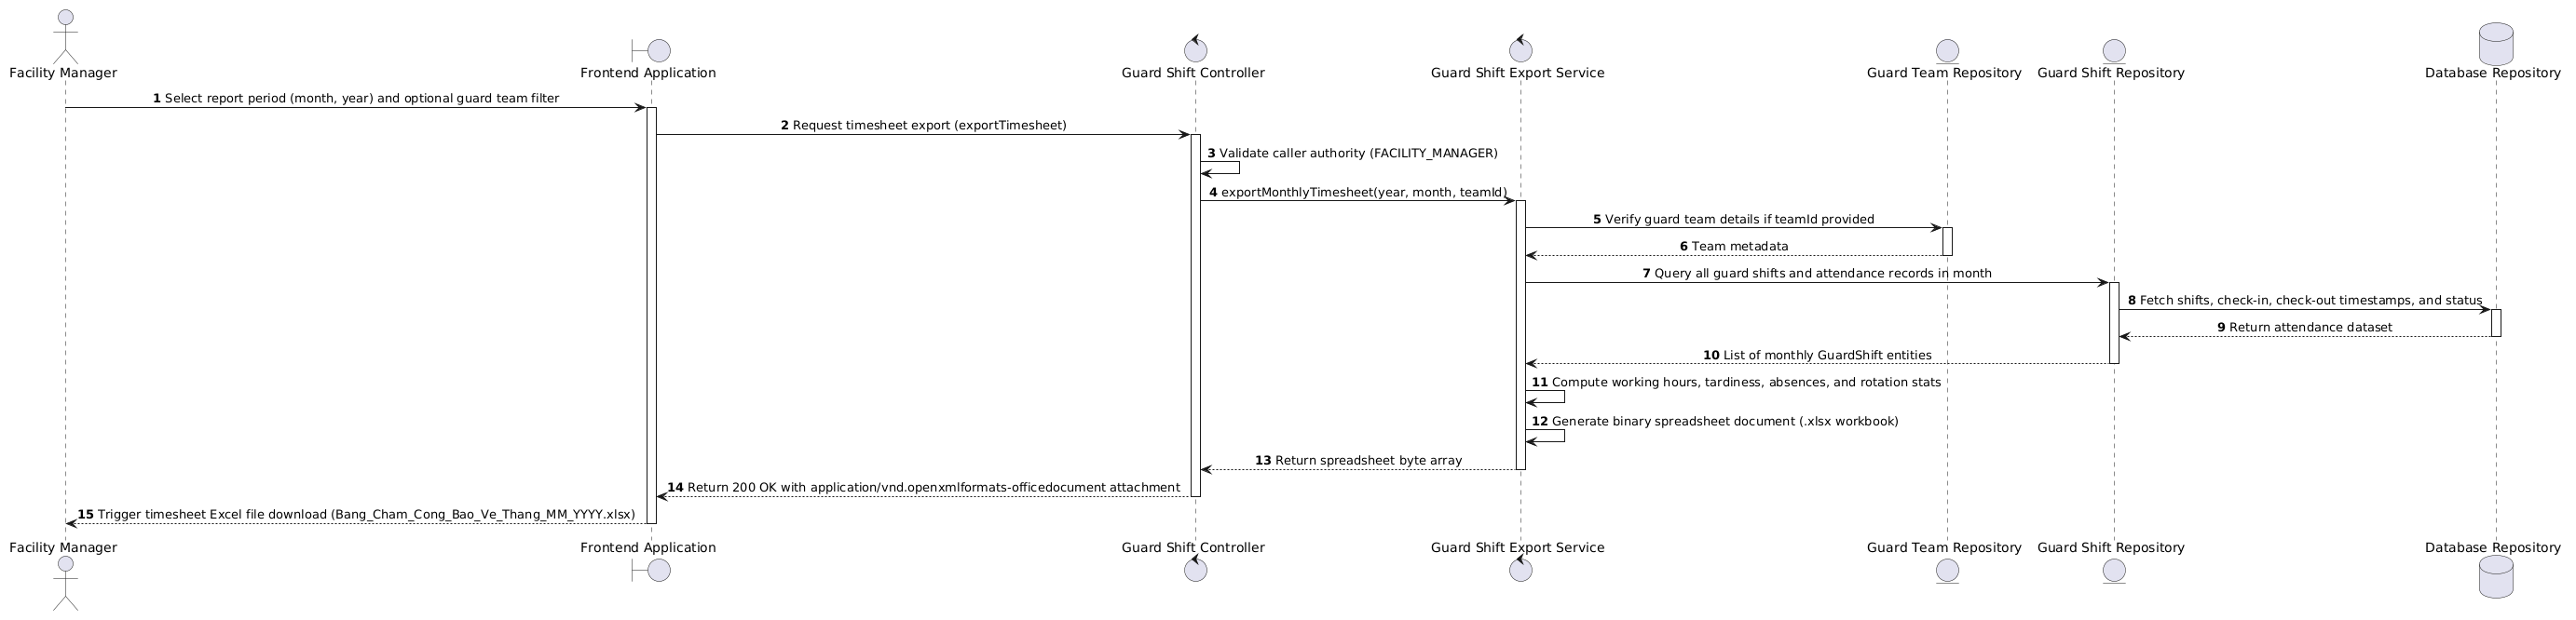 Facility Manager
Frontend Application
Guard Shift Controller
Guard Shift Export Service
Guard Team Repository
Guard Shift Repository
Database Repository
1 Select report period (month, year) and optional guard team filter
2 Request timesheet export (exportTimesheet)
3 Validate caller authority (FACILITY_MANAGER)
4 exportMonthlyTimesheet(year, month, teamId)
5 Verify guard team details if teamId provided
6 Team metadata
7 Query all guard shifts and attendance records in month
8 Fetch shifts, check-in, check-out timestamps, and status
9 Return attendance dataset
10 List of monthly GuardShift entities
11 Compute working hours, tardiness, absences, and rotation stats
12 Generate binary spreadsheet document (.xlsx workbook)
13 Return spreadsheet byte array
14 Return 200 OK with application/vnd.openxmlformats-officedocument attachment
15 Trigger timesheet Excel file download (Bang_Cham_Cong_Bao_Ve_Thang_MM_YYYY.xlsx)
Facility Manager
Frontend Application
Guard Shift Controller
Guard Shift Export Service
Guard Team Repository
Guard Shift Repository
Database Repository